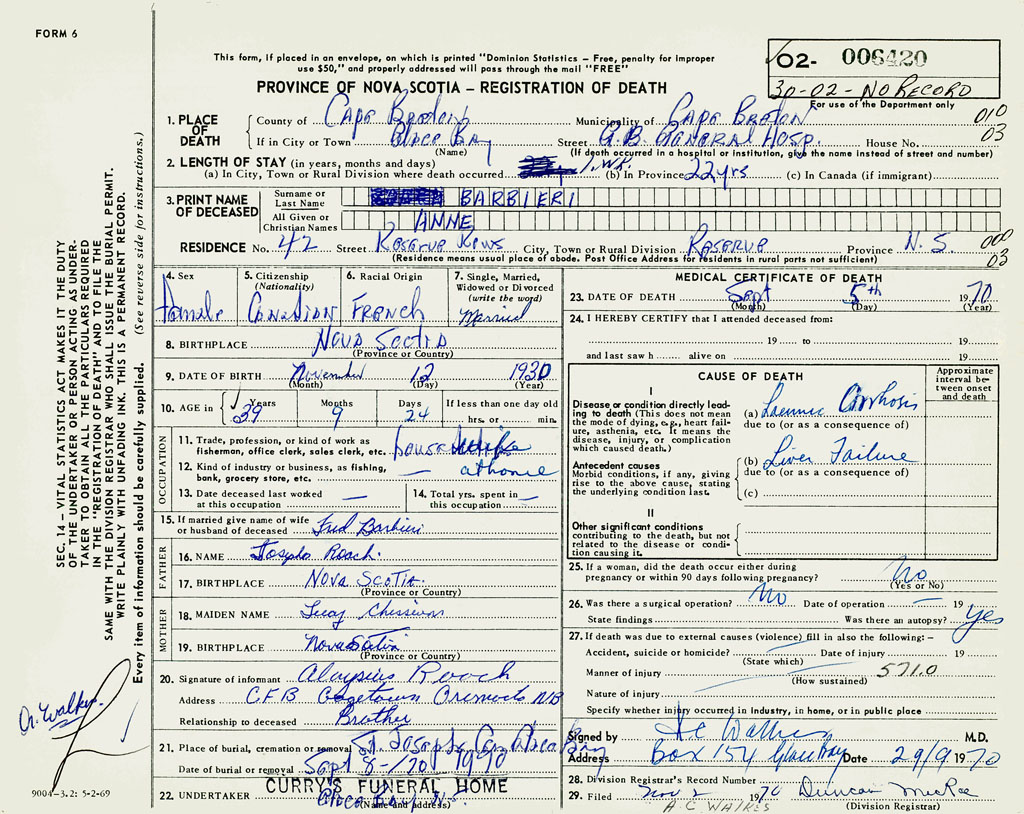 FORM 6
This form, if placed in an envelope, on which is printed "Dominion Statistics – Free, penalty for improper
use $50," and properly addressed will pass through the mail "FREE"
O2- 006420
30-02-NO RECORD
For use of the Department only
PROVINCE OF NOVA SCOTIA – REGISTRATION OF DEATH
1. PLACE OF DEATH
County of Cape Breton Municipality of Cape Breton 010
If in City or Town Glace Bay Street G.B. GENERAL HOSP. House No. 03
(Name) (If death occurred in a hospital or institution, give the name instead of street and number)
2. LENGTH OF STAY (in years, months and days)
(a) In City, Town or Rural Division where death occurred 1 WK. (b) In Province 22 yrs (c) In Canada (if immigrant)
3. PRINT NAME OF DECEASED
Surname or Last Name BARBIERI
All Given or Christian Names ANNE
RESIDENCE No. 42 Street Reserve Rows City, Town or Rural Division Reserve Province N.S. 000
(Residence means usual place of abode. Post Office Address for residents in rural parts not sufficient) 03
4. Sex 5. Citizenship (Nationality) 6. Racial Origin 7. Single, Married, Widowed or Divorced (write the word)
Female Canadian French Married
8. BIRTHPLACE Nova Scotia
(Province or Country)
9. DATE OF BIRTH November 12 1930
(Month) (Day) (Year)
10. AGE in Years Months Days If less than one day old
39 9 24 hrs. or min.
OCCUPATION
11. Trade, profession, or kind of work as fisherman, office clerk, sales clerk, etc. housewife
12. Kind of industry or business, as fishing, bank, grocery store, etc. — at home
13. Date deceased last worked at this occupation —
14. Total yrs. spent in this occupation —
15. If married give name of wife or husband of deceased Fred Barbieri
FATHER
16. NAME Joseph Roach.
17. BIRTHPLACE Nova Scotia.
(Province or Country)
MOTHER
18. MAIDEN NAME
19. BIRTHPLACE Nova Scotia
(Province or Country)
20. Signature of informant Aloysius Roach
Address C.F.B Gagetown Oromocto N/B
Relationship to deceased Brother
21. Place of burial, cremation or removal St. Josephs Cem. Glace Bay
Date of burial or removal Sept 8-/70 1970
22. UNDERTAKER CURRY'S FUNERAL HOME
Glace Bay N.S.
(Name and address)
MEDICAL CERTIFICATE OF DEATH
23. DATE OF DEATH Sept 5th 1970
(Month) (Day) (Year)
24. I HEREBY CERTIFY that I attended deceased from:
19 to 19
and last saw h alive on 19
CAUSE OF DEATH
Approximate interval between onset and death
I
Disease or condition directly leading to death (This does not mean the mode of dying, e.g., heart failure, asthenia, etc. It means the disease, injury, or complication which caused death.)
(a) Laennec Cirrhosis
due to (or as a consequence of)
Antecedent causes
Morbid conditions, if any, giving rise to the above cause, stating the underlying condition last.
(b) Liver Failure
due to (or as a consequence of)
(c)
II
Other significant conditions contributing to the death, but not related to the disease or condition causing it.
25. If a woman, did the death occur either during pregnancy or within 90 days following pregnancy? No
(Yes or No)
26. Was there a surgical operation? No Date of operation — 19
State findings Was there an autopsy? Yes
27. If death was due to external causes (violence) fill in also the following:–
Accident, suicide or homicide? Date of injury 19
(State which)
Manner of injury 571.0
(How sustained)
Nature of injury
Specify whether injury occurred in industry, in home, or in public place
Signed by M.D.
Address Box 154 Glace Bay Date 29/9 1970
28. Division Registrar's Record Number
29. Filed Nov 2 1970 Duncan MacRae
A C WALKES (Division Registrar)
SEC. 14 – VITAL STATISTICS ACT MAKES IT THE DUTY
OF THE UNDERTAKER OR PERSON ACTING AS UNDER-
TAKER TO OBTAIN ALL THE PARTICULARS REQUIRED
IN THE "REGISTRATION OF DEATH" AND TO FILE THE
SAME WITH THE DIVISION REGISTRAR WHO SHALL ISSUE THE BURIAL PERMIT.
WRITE PLAINLY WITH UNFADING INK. THIS IS A PERMANENT RECORD.
Every item of information should be carefully supplied. (See reverse side for instructions.)
Dr. Walkes.
9004–3.2: 5-2-69